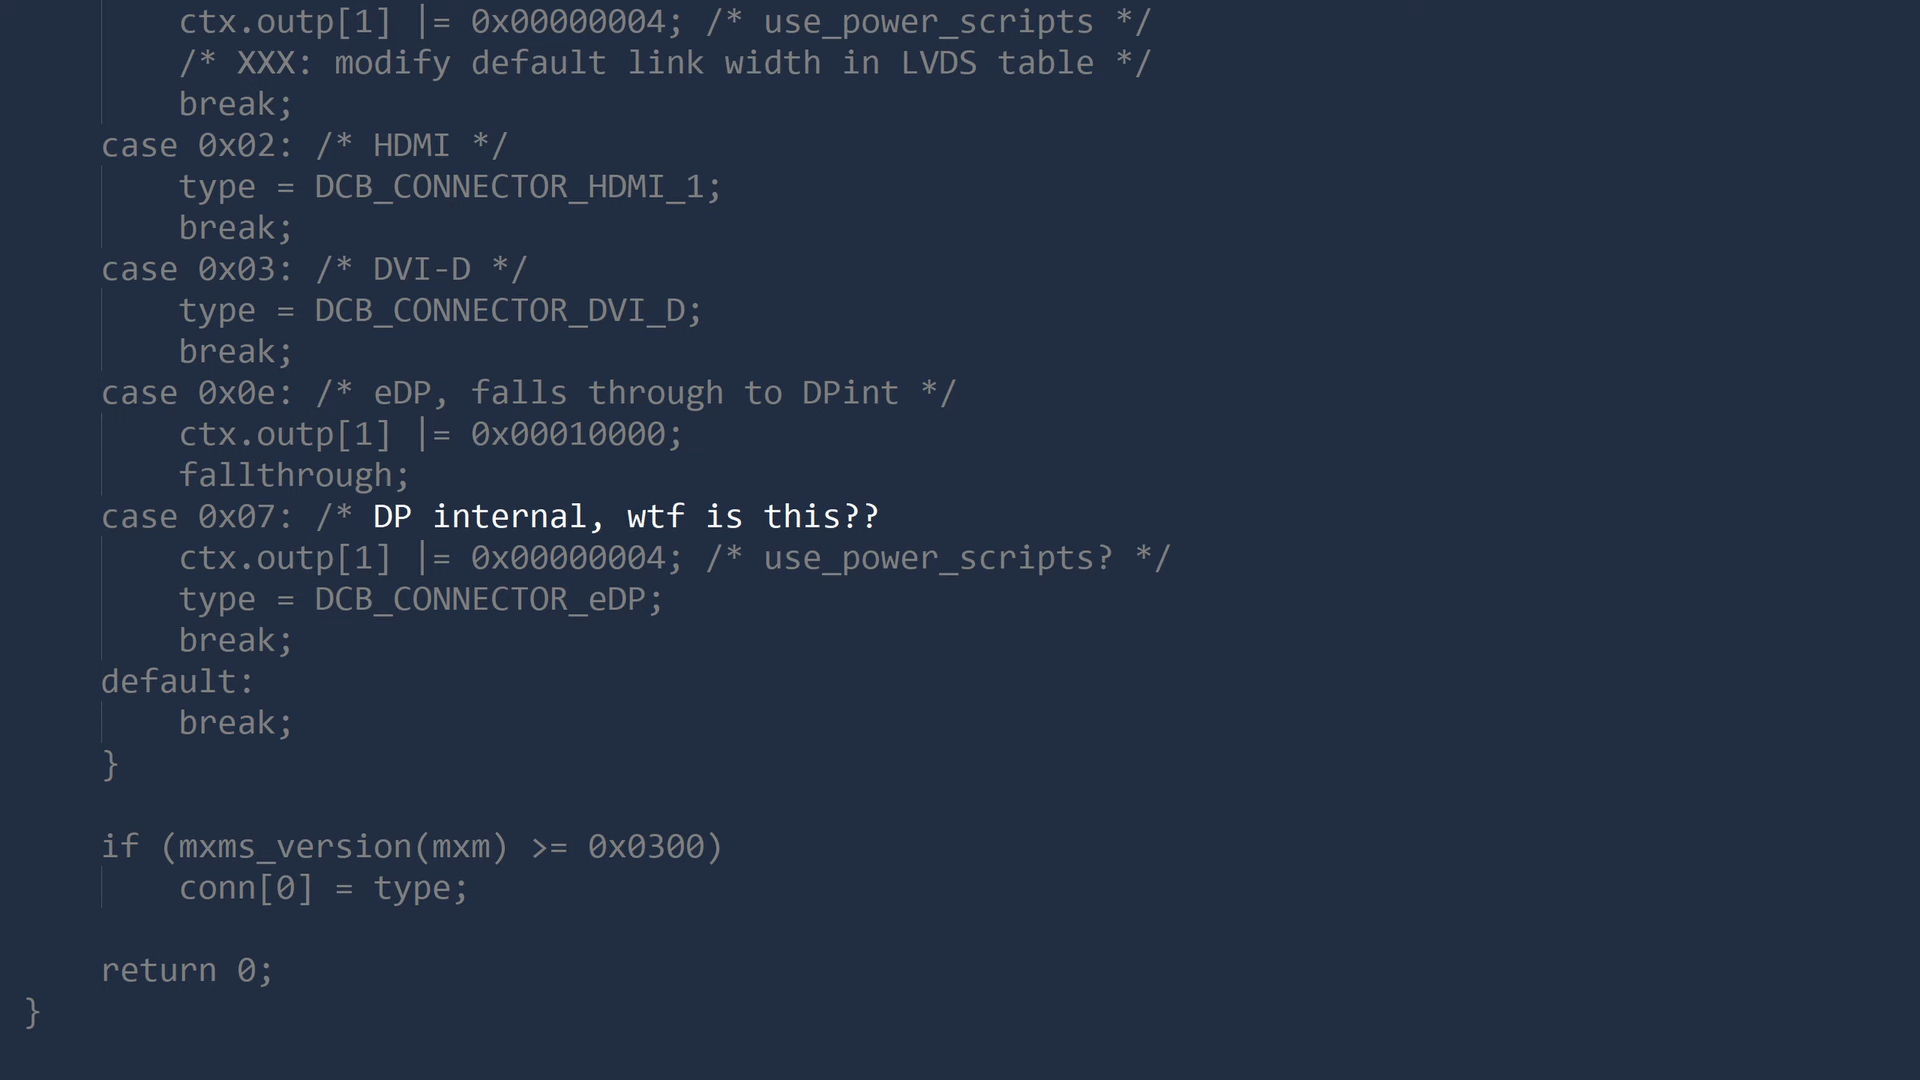 ctx.outp[1] |= 0x00000004; /* use_power_scripts */
/* XXX: modify default link width in LVDS table */
break;
case 0x02: /* HDMI */
type = DCB_CONNECTOR_HDMI_1;
break;
case 0x03: /* DVI-D */
type = DCB_CONNECTOR_DVI_D;
break;
case 0x0e: /* eDP, falls through to DPint */
ctx.outp[1] |= 0x00010000;
fallthrough;
case 0x07: /* DP internal, wtf is this??
ctx.outp[1] |= 0x00000004; /* use_power_scripts? */
type = DCB_CONNECTOR_eDP;
break;
default:
break;
}
if (mxms_version(mxm) >= 0x0300)
conn[0] = type;
return 0;
}